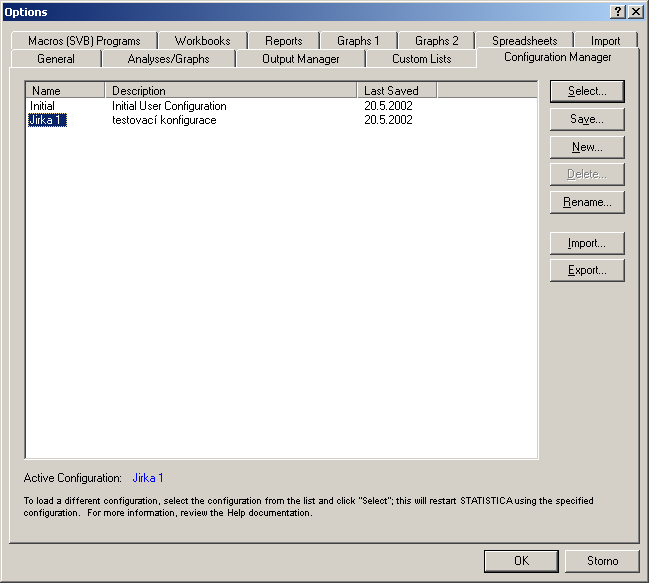 Options
Macros (SVB) Programs Workbooks Reports Graphs 1 Graphs 2 Spreadsheets Import
General Analyses/Graphs Output Manager Custom Lists Configuration Manager
Name Description Last Saved
Initial Initial User Configuration 20.5.2002
Jirka 1 testovací konfigurace 20.5.2002
Select...
Save...
New...
Delete...
Rename...
Import...
Export...
Active Configuration: Jirka 1
To load a different configuration, select the configuration from the list and click "Select"; this will restart STATISTICA using the specified
configuration. For more information, review the Help documentation.
OK Storno